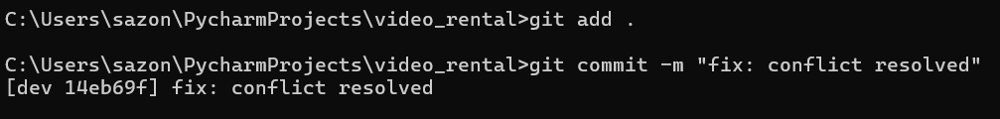 C:\Users\sazon\PycharmProjects\video_rental>git add .
C:\Users\sazon\PycharmProjects\video_rental>git commit -m "fix: conflict resolved"
[dev 14eb69f] fix: conflict resolved